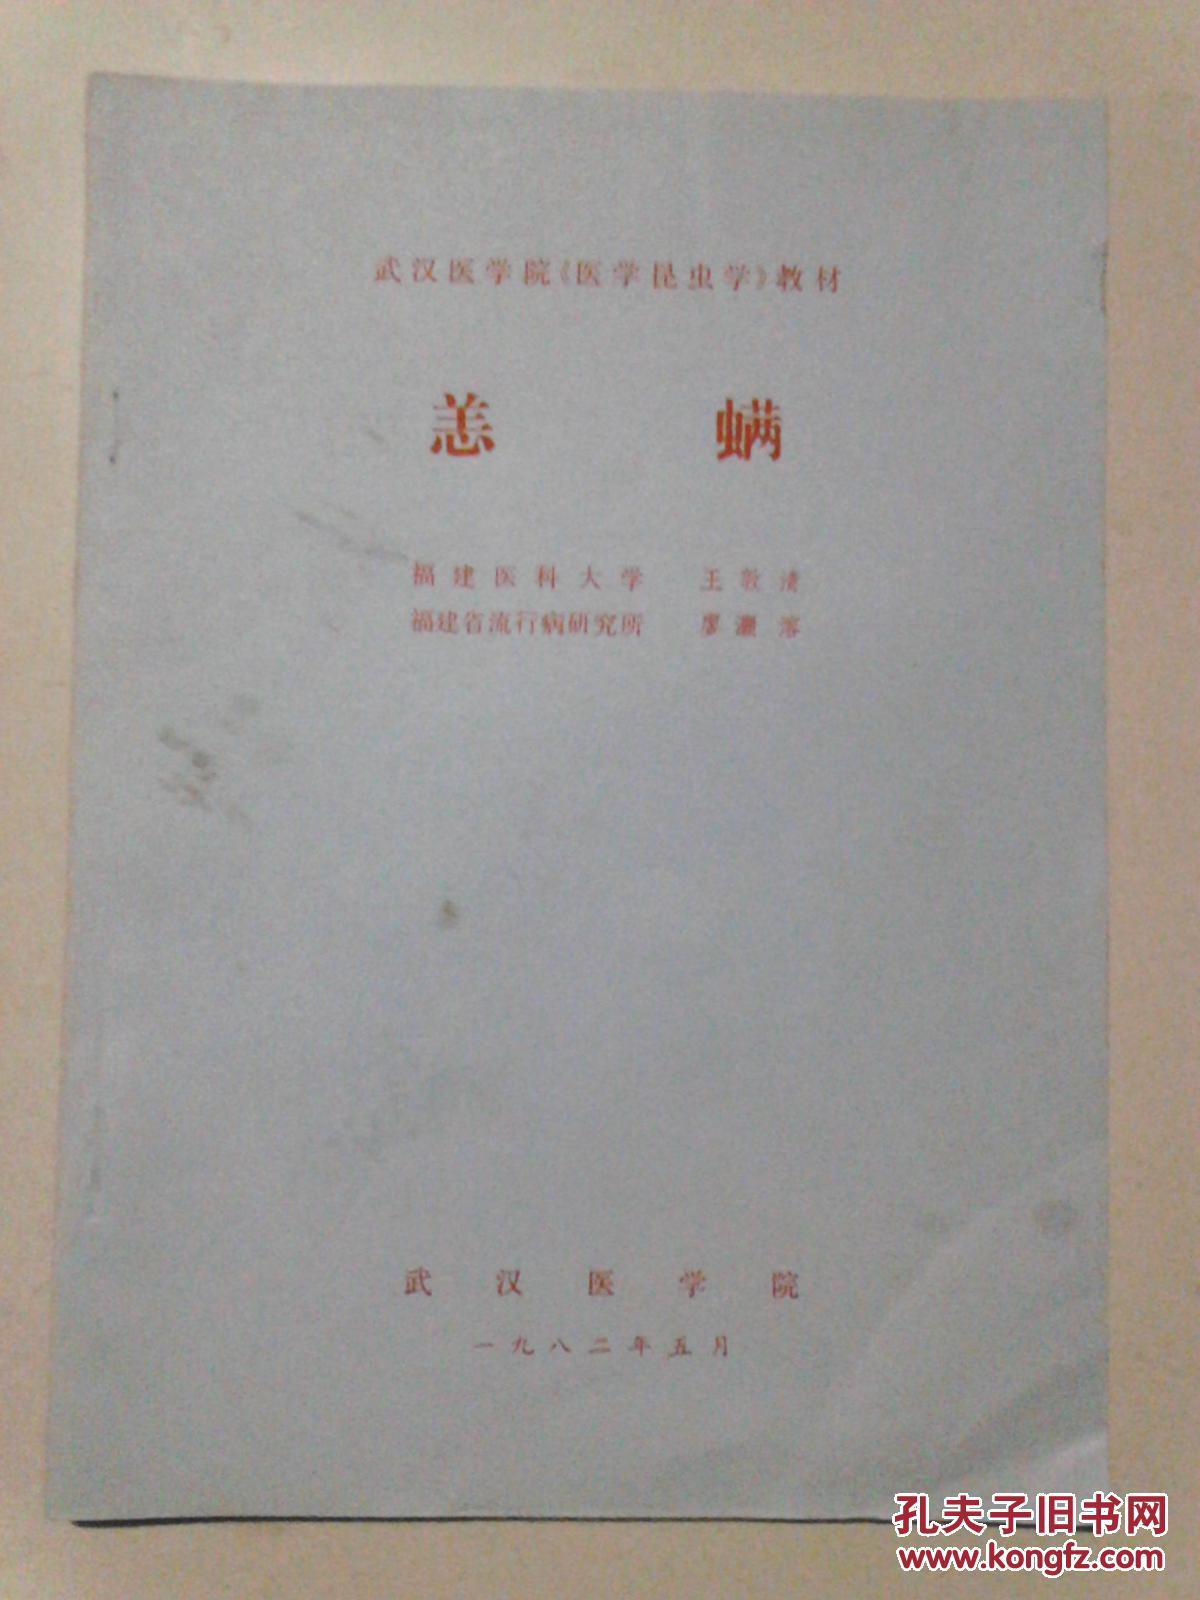 武汉医学院《医学昆虫学》教材
恙 螨
福建医科大学 王敦清
福建省流行病研究所 廖灏溶
武汉医学院
一九八二年五月
孔夫子旧书网
www.kongfz.com